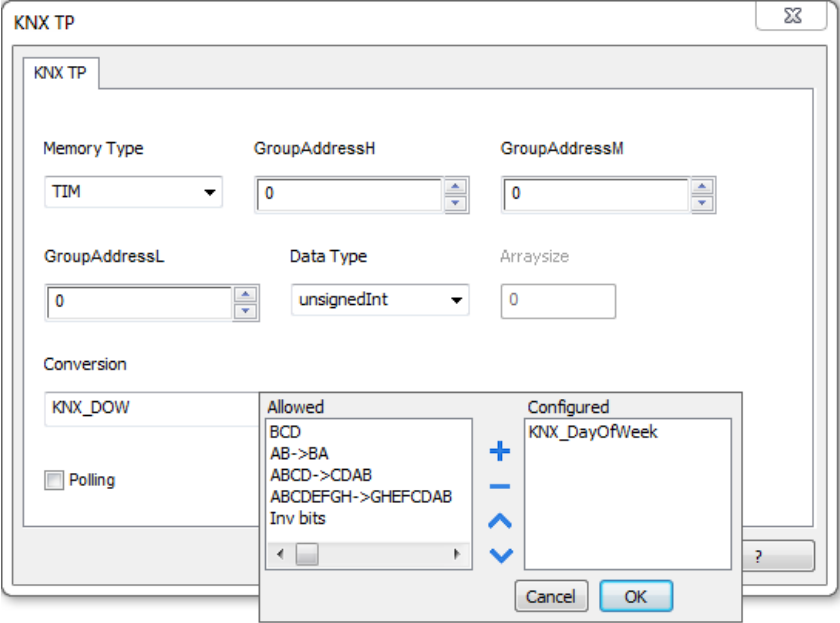 KNX TP
KNX TP
Memory Type
GroupAddressH
GroupAddressM
TIM
0
0
GroupAddressL
Data Type
Arraysize
0
unsignedInt
0
Conversion
KNX_DOW
Allowed
Configured
BCD
KNX_DayOfWeek
AB->BA
ABCD->CDAB
ABCDEFGH->GHEFCDAB
Inv bits
Polling
?
Cancel
OK